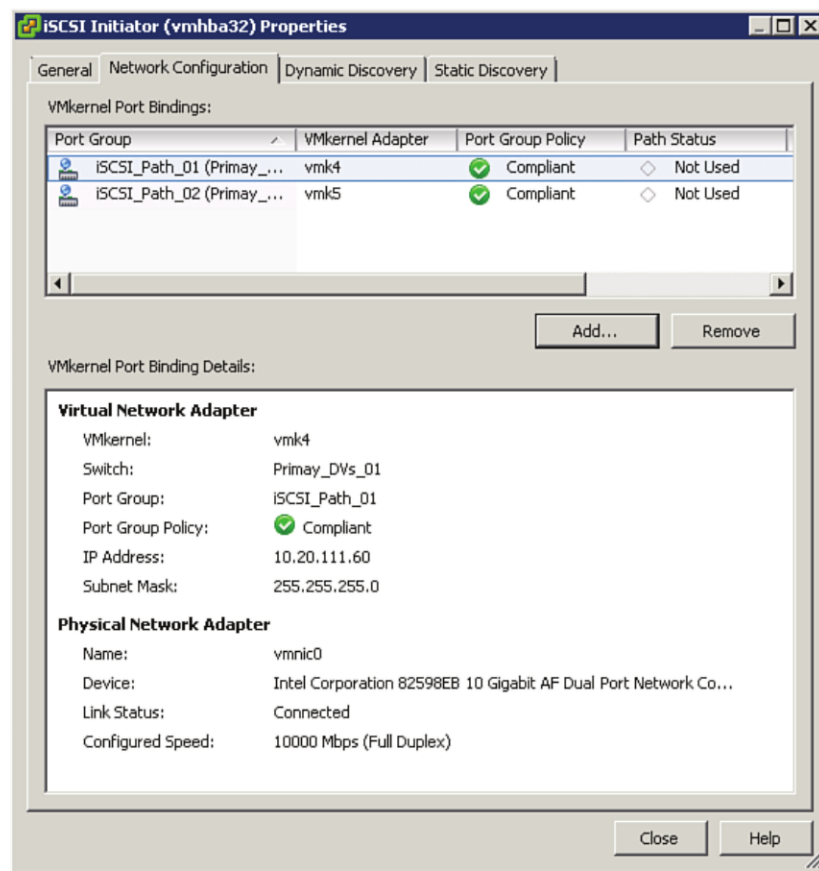 iSCSI Initiator (vmhba32) Properties
General Network Configuration Dynamic Discovery Static Discovery
VMkernel Port Bindings:
Port Group VMkernel Adapter Port Group Policy Path Status
iSCSI_Path_01 (Primay_... vmk4 Compliant Not Used
iSCSI_Path_02 (Primay_... vmk5 Compliant Not Used
Add... Remove
VMkernel Port Binding Details:
Virtual Network Adapter
VMkernel: vmk4
Switch: Primay_DVs_01
Port Group: iSCSI_Path_01
Port Group Policy: Compliant
IP Address: 10.20.111.60
Subnet Mask: 255.255.255.0
Physical Network Adapter
Name: vmnic0
Device: Intel Corporation 82598EB 10 Gigabit AF Dual Port Network Co...
Link Status: Connected
Configured Speed: 10000 Mbps (Full Duplex)
Close Help